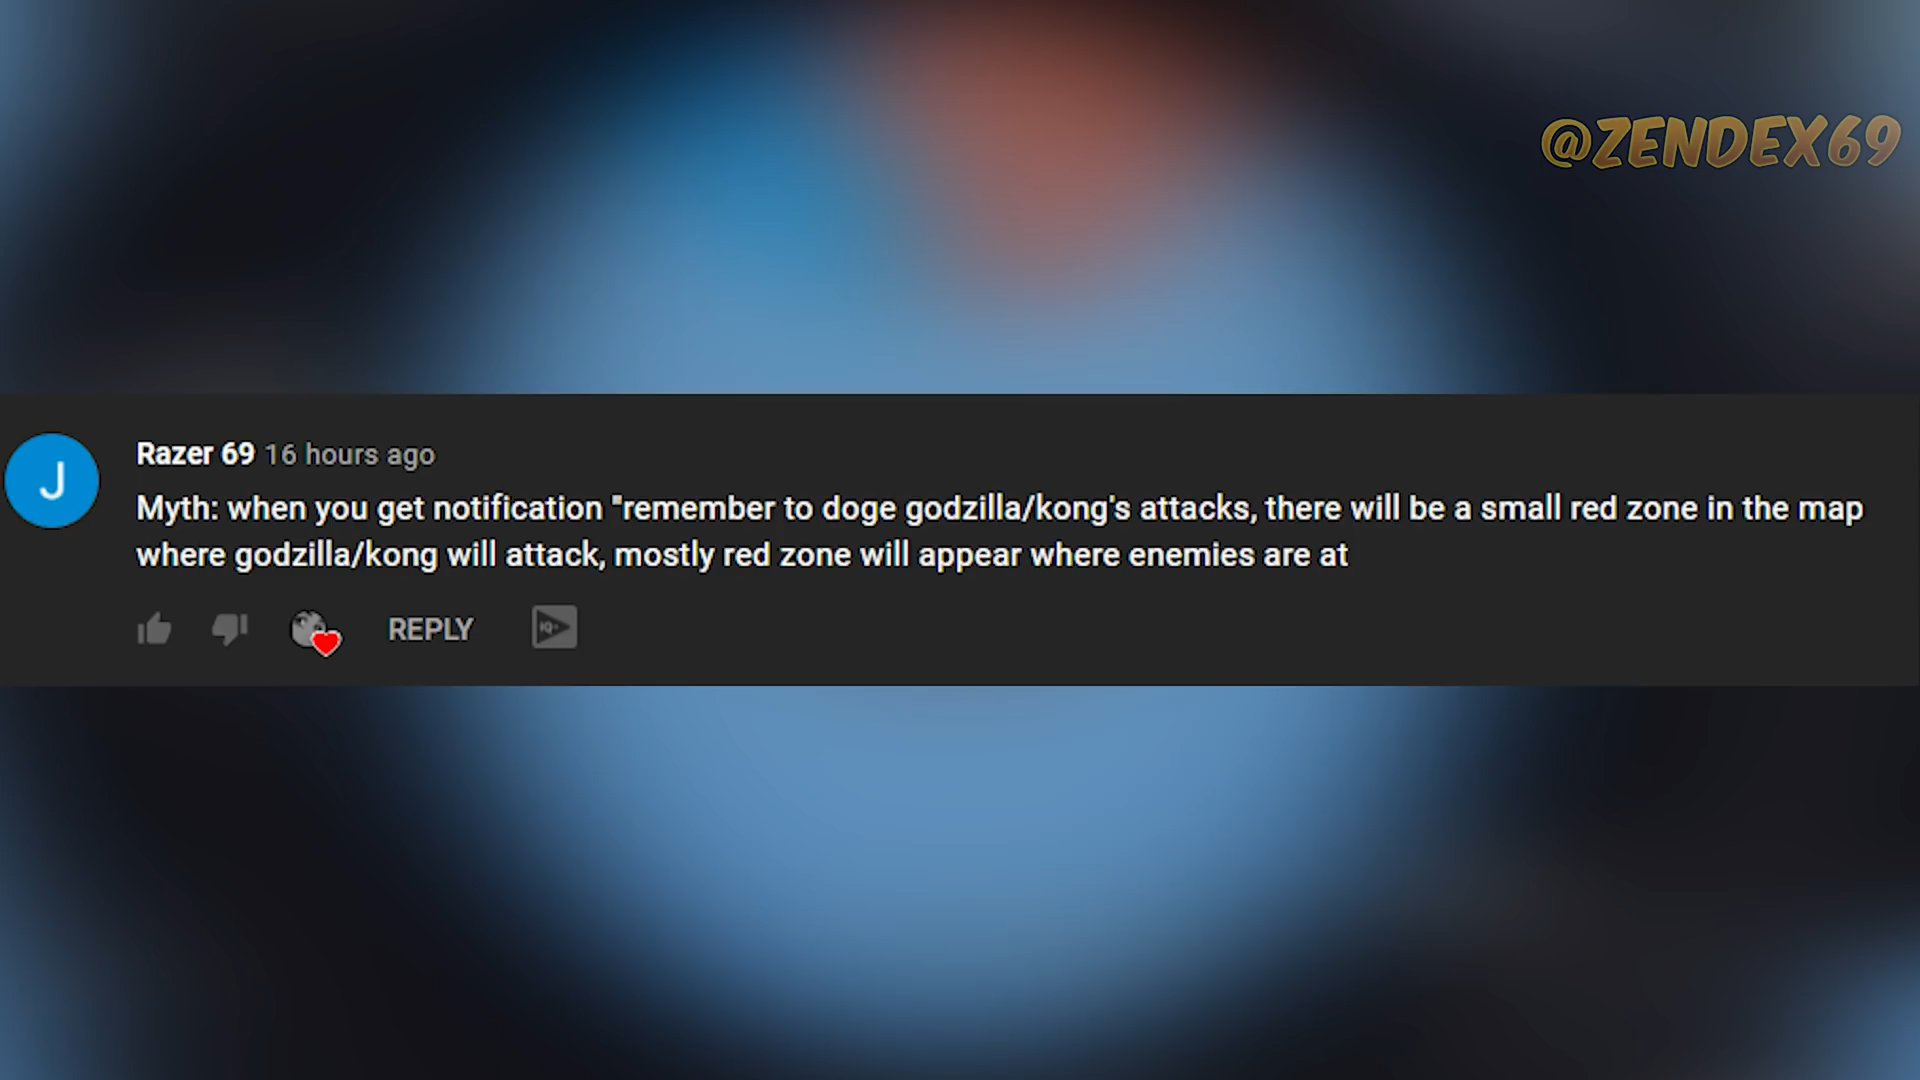 @ZENDEX69
J
Razer 69 16 hours ago
Myth: when you get notification "remember to doge godzilla/kong's attacks, there will be a small red zone in the map
where godzilla/kong will attack, mostly red zone will appear where enemies are at
REPLY
IQ+